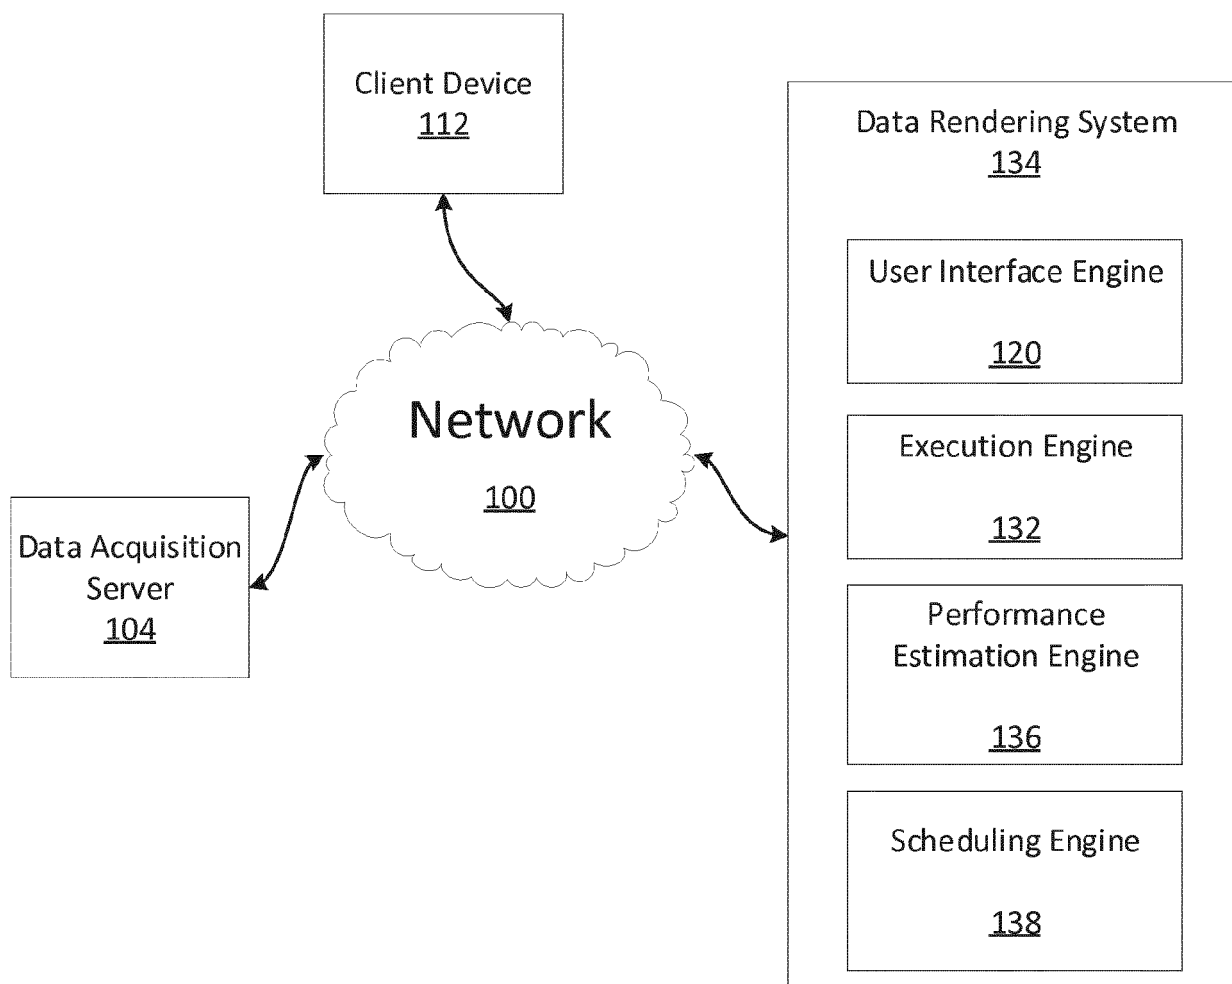 Client Device
112
Data Rendering System
134
User Interface Engine
120
Network
100
Execution Engine
132
Data Acquisition
Server
104
Performance
Estimation Engine
136
Scheduling Engine
138